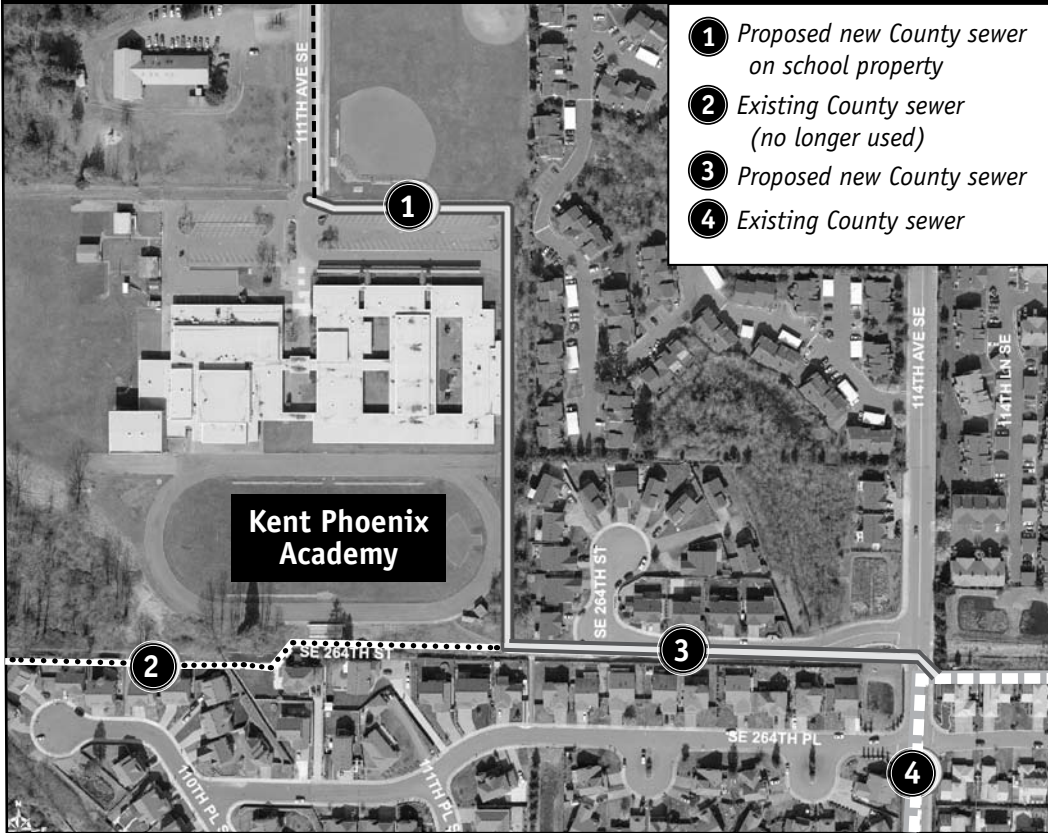 1 Proposed new County sewer
on school property
2 Existing County sewer
(no longer used)
3 Proposed new County sewer
4 Existing County sewer
111TH AVE SE
1
114TH AVE SE
114TH LN SE
Kent Phoenix
Academy
SE 264TH ST
2
SE 264TH ST
3
SE 264TH PL
4
110TH PL S
111TH PL S
N